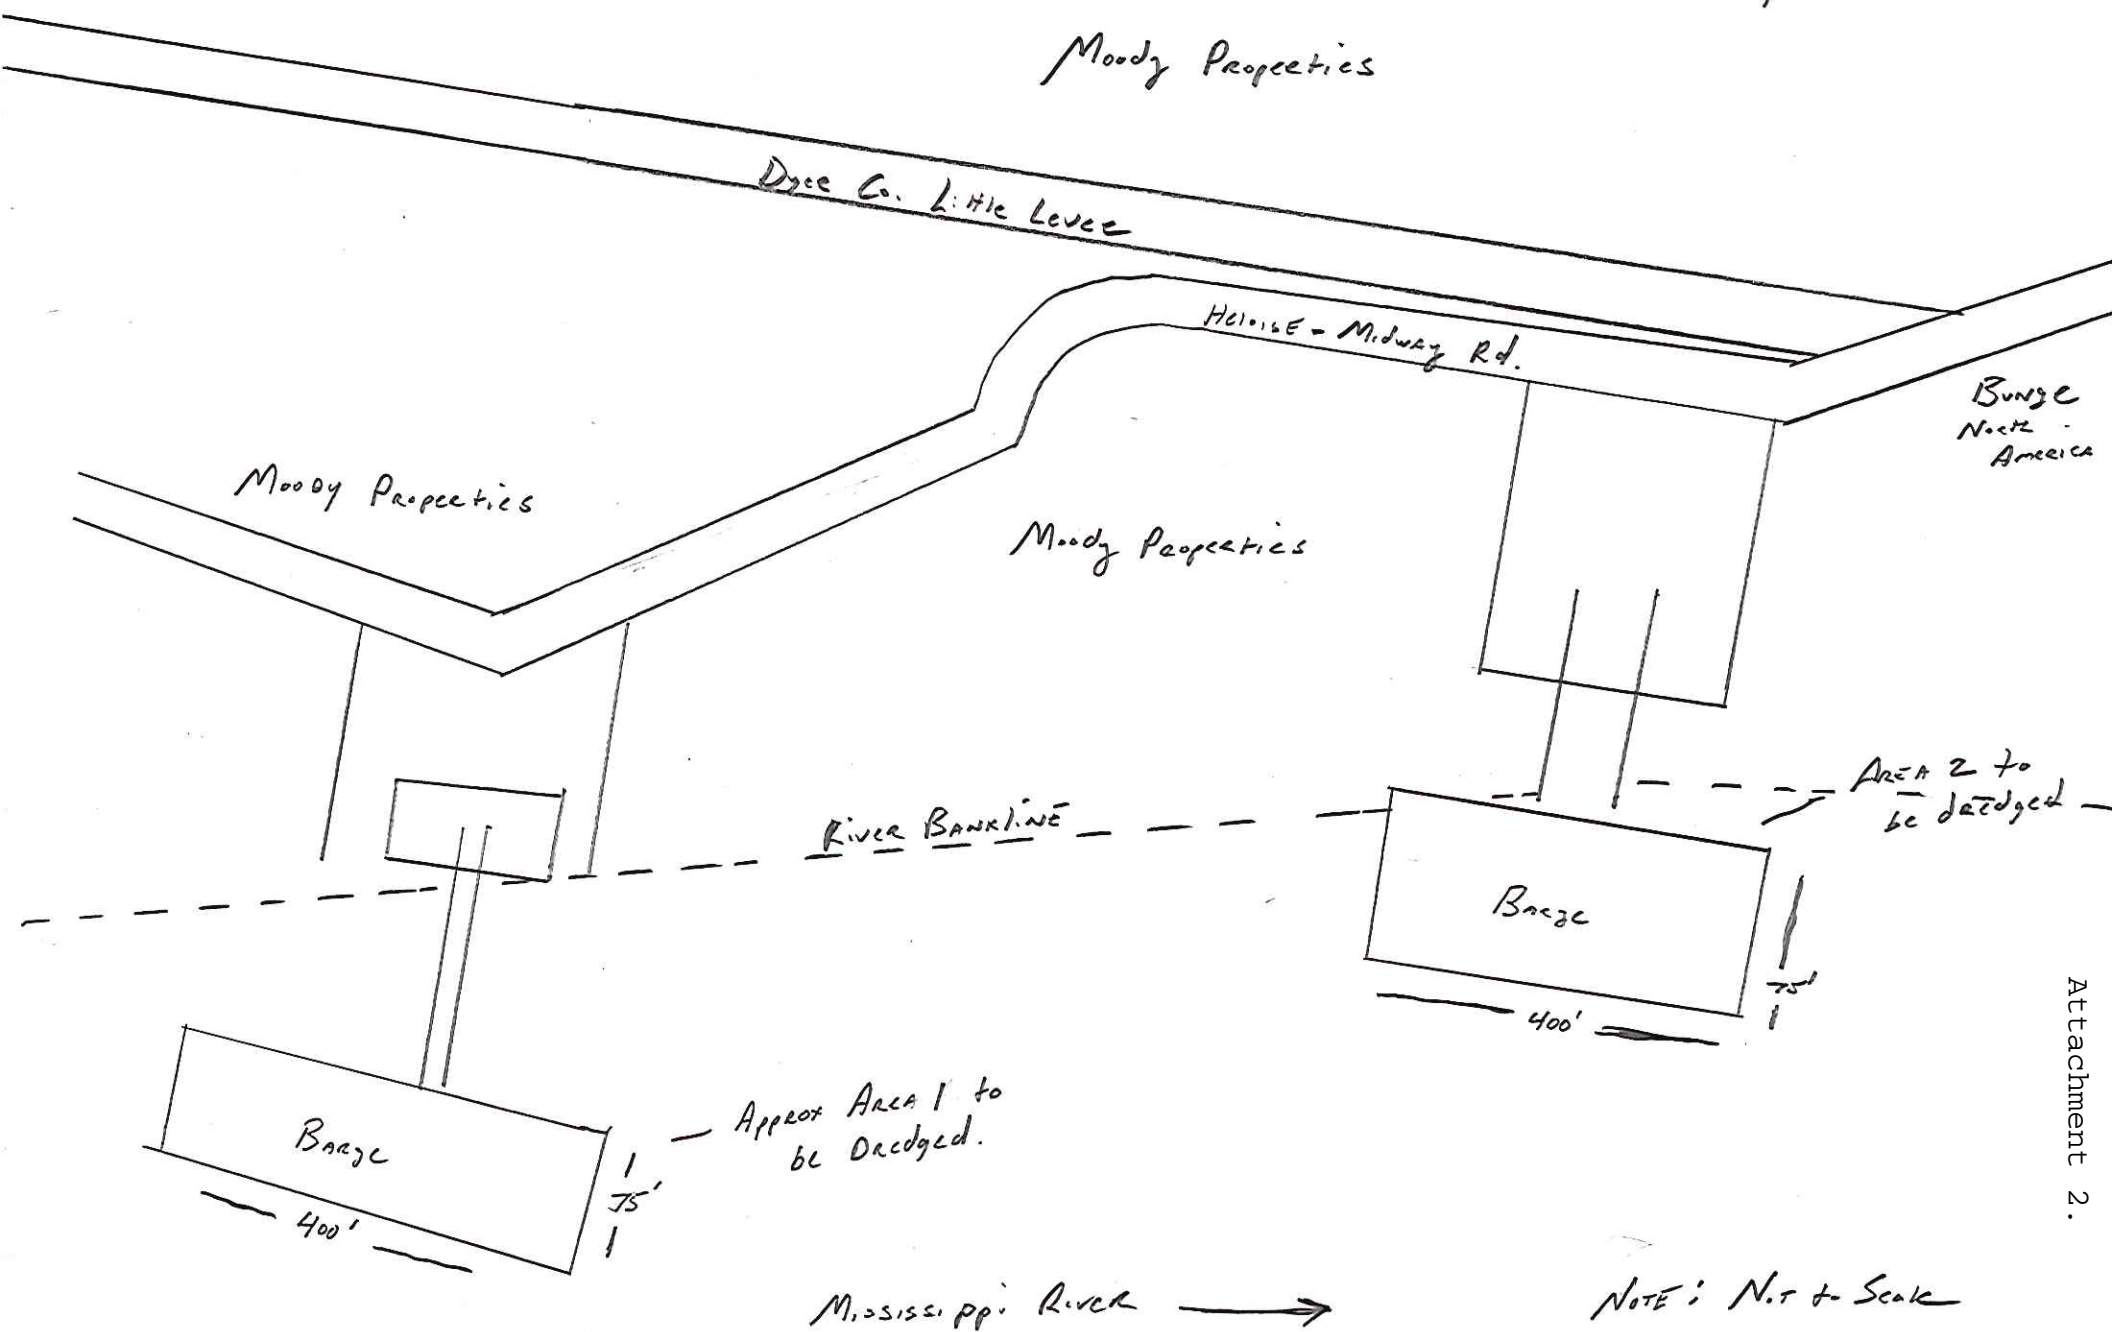 Moody Properties
Dyer Co. Little Levee
Heloise - Midway Rd.
Bunge
North
America
Moody Properties
Moody Properties
Area 2 to
be dredged
River Bankline
Barge
75'
400'
Attachment 2.
Approx Area 1 to
be Dredged.
Barge
75'
400'
Mississippi River
Note: Not to Scale